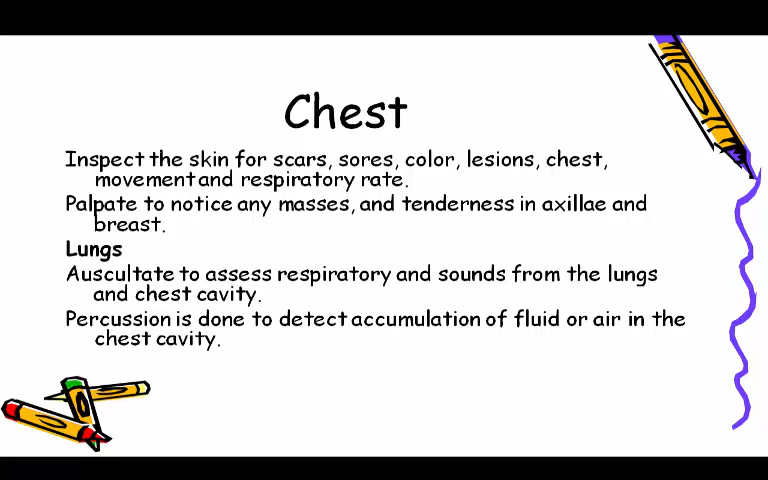 Chest
Inspect the skin for scars, sores, color, lesions, chest,
movement and respiratory rate.
Palpate to notice any masses, and tenderness in axillae and
breast.
Lungs
Auscultate to assess respiratory and sounds from the lungs
and chest cavity.
Percussion is done to detect accumulation of fluid or air in the
chest cavity.